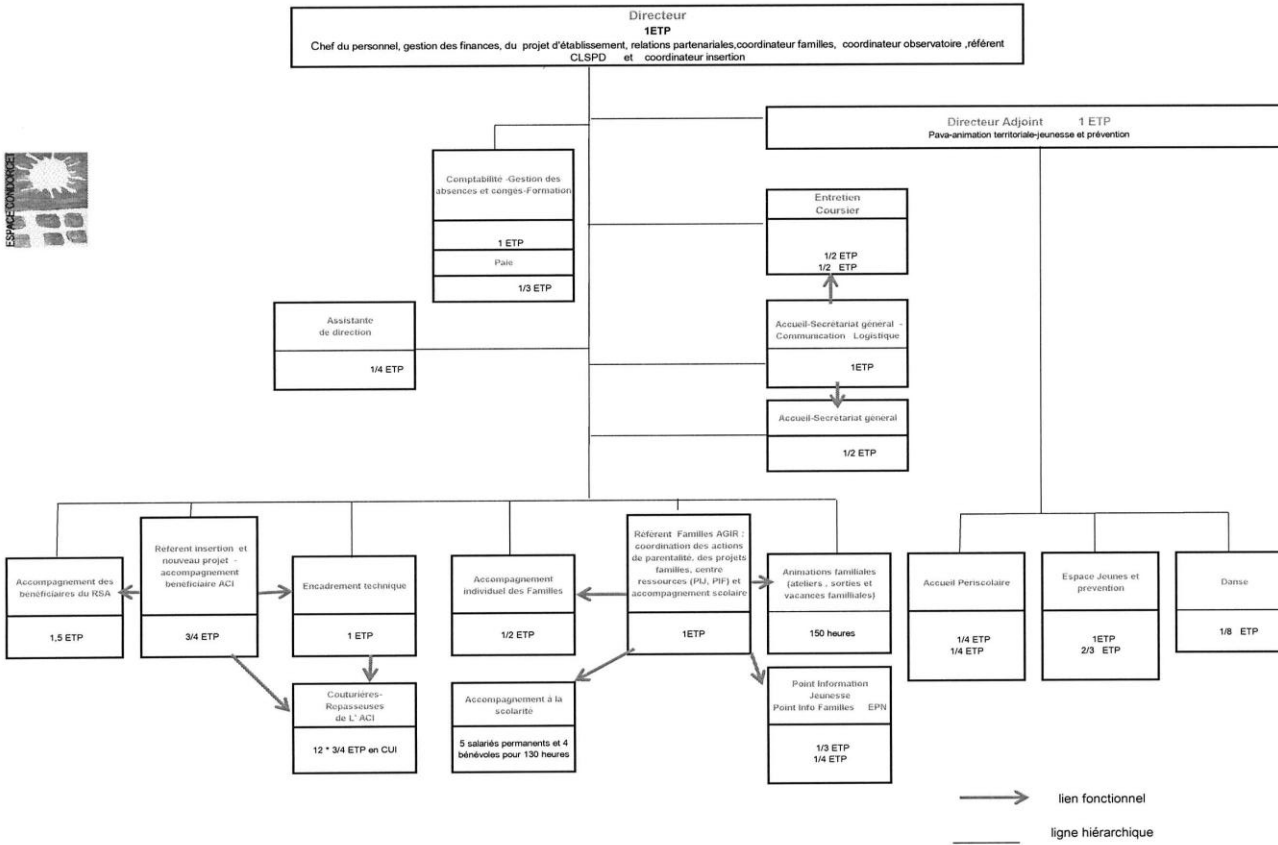 Directeur
1ETP
Chef du personnel, gestion des finances, du projet d'établissement, relations partenariales,coordinateur familles, coordinateur observatoire ,référent
CLSPD et coordinateur insertion
Directeur Adjoint 1 ETP
Pava-animation territoriale-jeunesse et prévention
ESPACE CONDORCET
Comptabilité -Gestion des
absences et congés-Formation
1 ETP
Paie
1/3 ETP
Entretien
Coursier
1/2 ETP
1/2 ETP
Assistante
de direction
1/4 ETP
Accueil-Secrétariat général -
Communication Logistique
1ETP
Accueil-Secrétariat général
1/2 ETP
Accompagnement des
bénéficiaires du RSA
1,5 ETP
Référent insertion et
nouveau projet -
accompagnement
bénéficiaire ACI
3/4 ETP
Encadrement technique
1 ETP
Accompagnement
individuel des Familles
1/2 ETP
Référent Familles AGIR :
coordination des actions
de parentalité, des projets
familles, centre
ressources (PIJ, PIF) et
accompagnement scolaire
1ETP
Animations familiales
(ateliers , sorties et
vacances familiales)
150 heures
Accueil Periscolaire
1/4 ETP
1/4 ETP
Espace Jeunes et
prévention
1ETP
2/3 ETP
Danse
1/8 ETP
Couturières-
Repasseuses
de L' ACI
12 * 3/4 ETP en CUI
Accompagnement à la
scolarité
5 salariés permanents et 4
bénévoles pour 130 heures
Point Information
Jeunesse
Point Info Familles EPN
1/3 ETP
1/4 ETP
lien fonctionnel
ligne hiérarchique